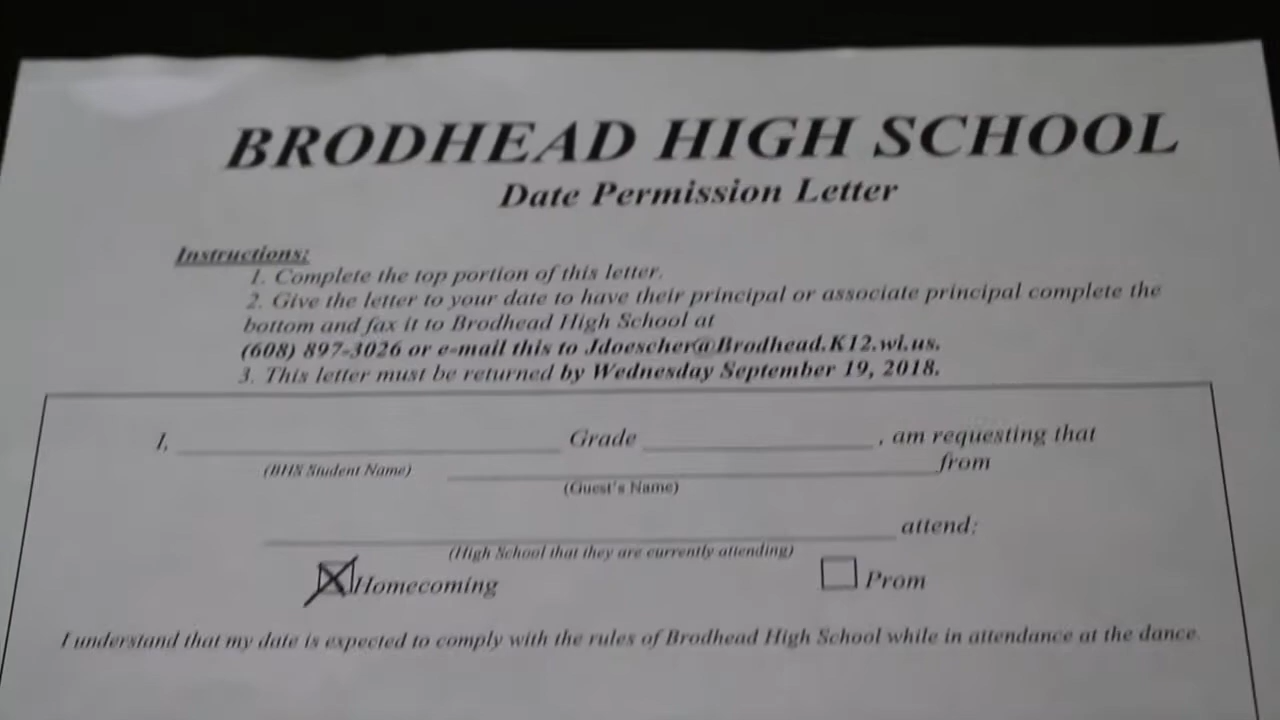 BRODHEAD HIGH SCHOOL
Date Permission Letter
Instructions:
1. Complete the top portion of this letter.
2. Give the letter to your date to have their principal or associate principal complete the
bottom and fax it to Brodhead High School at
(608) 897-3026 or e-mail this to Jdoescher@Brodhead.K12.wi.us.
3. This letter must be returned by Wednesday September 19, 2018.
I, Grade , am requesting that
(BHS Student Name) from
(Guest's Name)
attend:
(High School that they are currently attending)
Homecoming Prom
I understand that my date is expected to comply with the rules of Brodhead High School while in attendance at the dance.